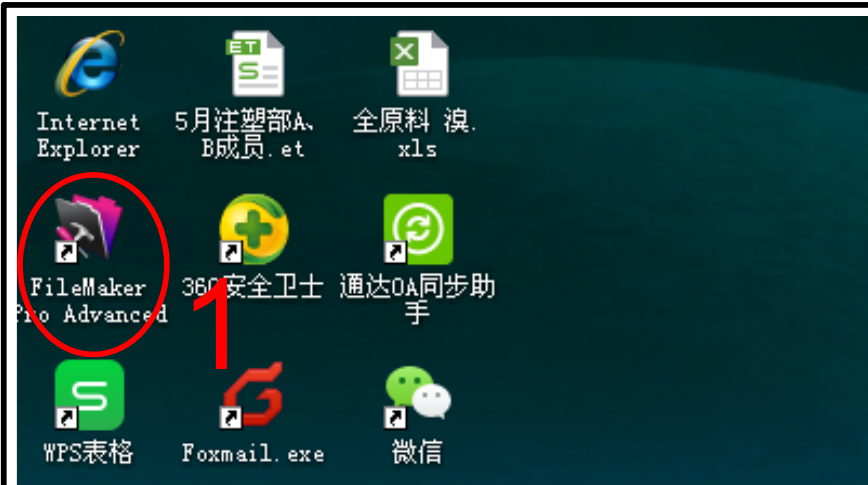 Internet
Explorer
5月注塑部A、
B成员.et
全原料 溴.
xls
FileMaker
Pro Advanced
360安全卫士
通达OA同步助
手
1
WPS表格
Foxmail.exe
微信